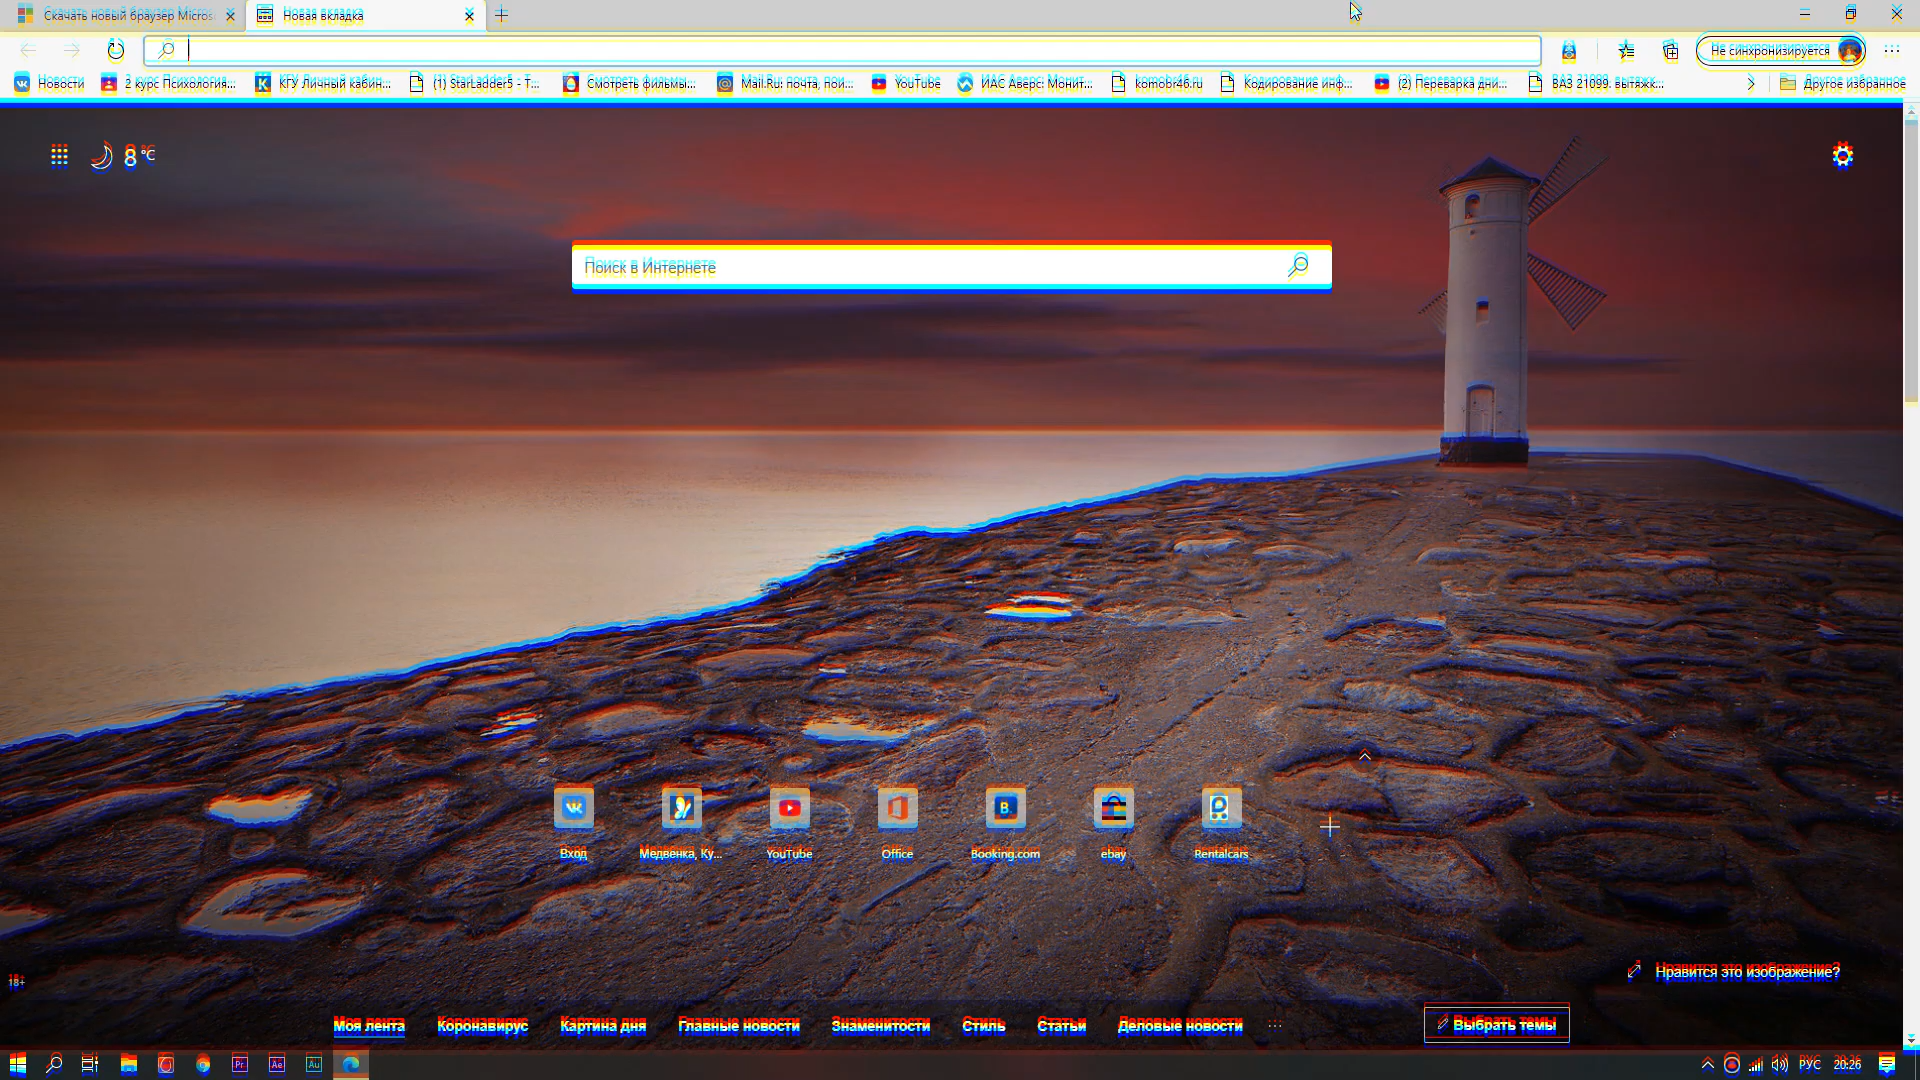 Скачать новый браузер Micros
Новая вкладка
Не синхронизируется
Новости
2 курс Психология...
КГУ Личный кабин...
(1) StarLadder5 - T...
Смотреть фильмы...
Mail.Ru: почта, пои...
YouTube
ИАС Аверс: Монит...
komobr46.ru
Кодирование инф...
(2) Переварка дни...
ВАЗ 21099. вытяжк...
Другое избранное
8 °C
Поиск в Интернете
Вход
Медвенка, Ку...
YouTube
Office
Booking.com
ebay
Rentalcars
Нравится это изображение?
18+
Моя лента
Коронавирус
Картина дня
Главные новости
Знаменитости
Стиль
Статьи
Деловые новости
Выбрать темы
Pr
Ae
Au
РУС
20:26